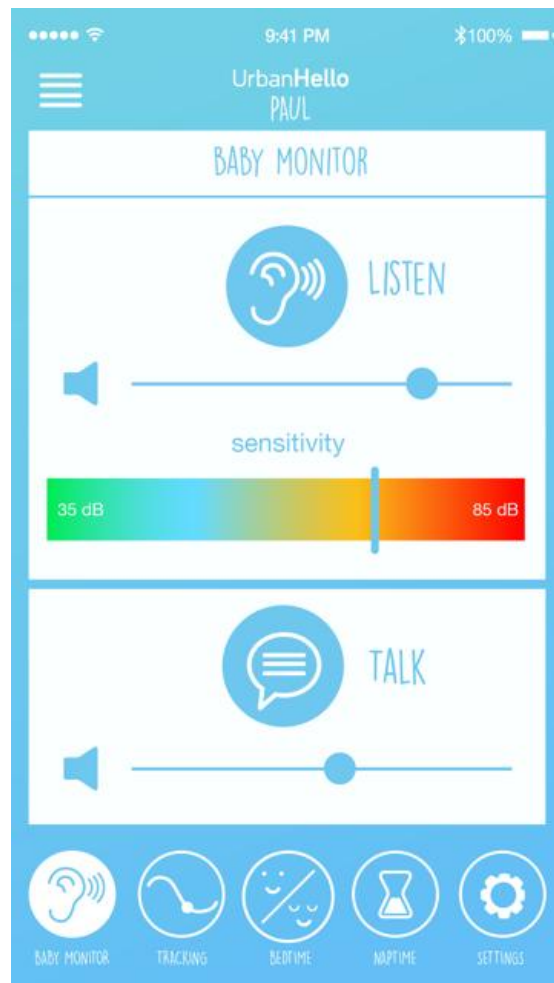 9:41 PM
100%
UrbanHello
PAUL
BABY MONITOR
LISTEN
sensitivity
35 dB 85 dB
TALK
BABY MONITOR TRACKING BEDTIME NAPTIME SETTINGS